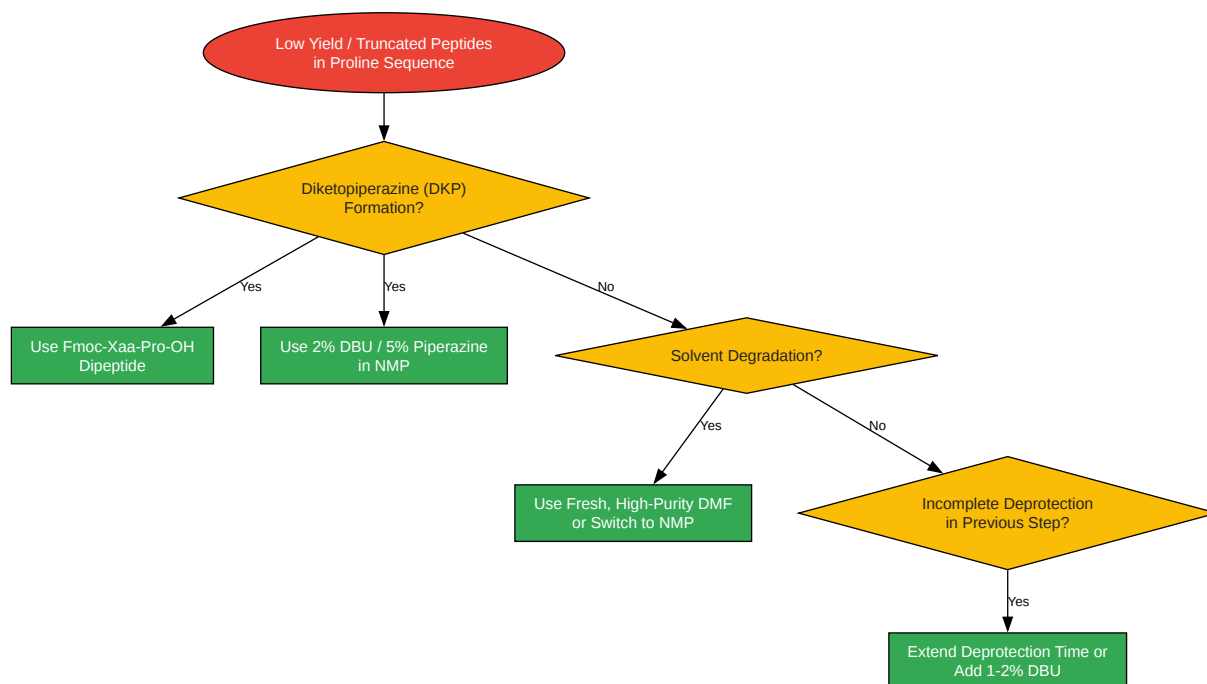 Low Yield / Truncated Peptides
in Proline Sequence
Diketopiperazine (DKP)
Formation?
Yes
Yes
No
Use Fmoc-Xaa-Pro-OH
Dipeptide
Use 2% DBU / 5% Piperazine
in NMP
Solvent Degradation?
Yes
No
Use Fresh, High-Purity DMF
or Switch to NMP
Incomplete Deprotection
in Previous Step?
Yes
Extend Deprotection Time or
Add 1-2% DBU